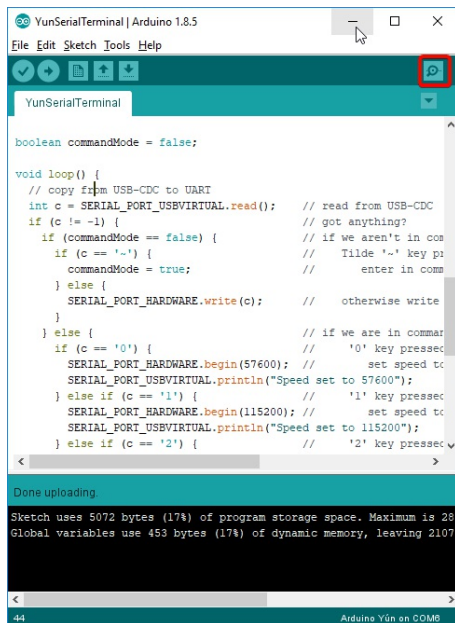 YunSerialTerminal | Arduino 1.8.5
File Edit Sketch Tools Help
YunSerialTerminal
boolean commandMode = false;
void loop() {
// copy from USB-CDC to UART
int c = SERIAL_PORT_USBVIRTUAL.read(); // read from USB-CDC
if (c != -1) { // got anything?
if (commandMode == false) { // if we aren't in com
if (c == '~') { // Tilde '~' key pr
commandMode = true; // enter in comm
} else {
SERIAL_PORT_HARDWARE.write(c); // otherwise write
}
} else { // if we are in comman
if (c == '0') { // '0' key pressed
SERIAL_PORT_HARDWARE.begin(57600); // set speed to
SERIAL_PORT_USBVIRTUAL.println("Speed set to 57600");
} else if (c == '1') { // '1' key pressed
SERIAL_PORT_HARDWARE.begin(115200); // set speed to
SERIAL_PORT_USBVIRTUAL.println("Speed set to 115200");
} else if (c == '2') { // '2' key pressed
Done uploading.
Sketch uses 5072 bytes (17%) of program storage space. Maximum is 28
Global variables use 453 bytes (17%) of dynamic memory, leaving 2107
44 Arduino Yún on COM6